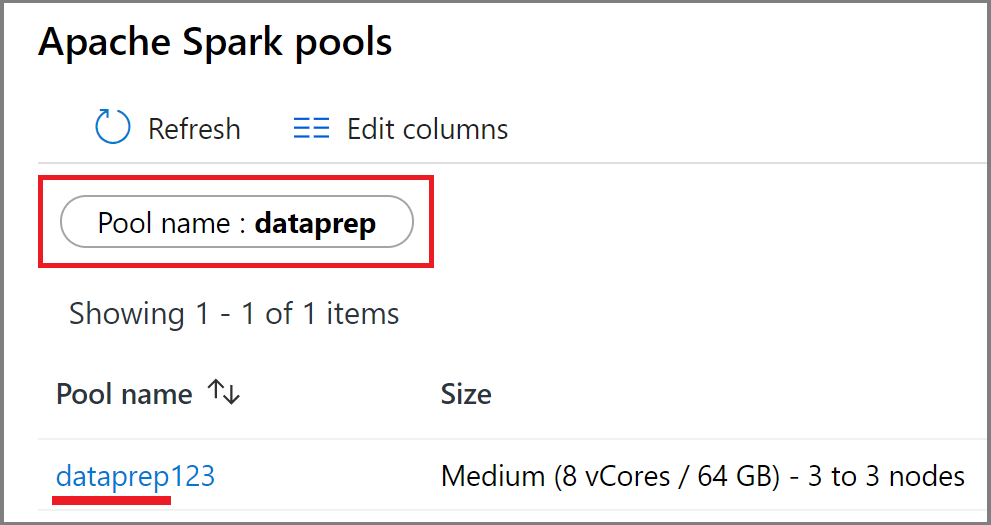 Apache Spark pools
Refresh Edit columns
Pool name : dataprep
Showing 1 - 1 of 1 items
Pool name Size
dataprep123 Medium (8 vCores / 64 GB) - 3 to 3 nodes